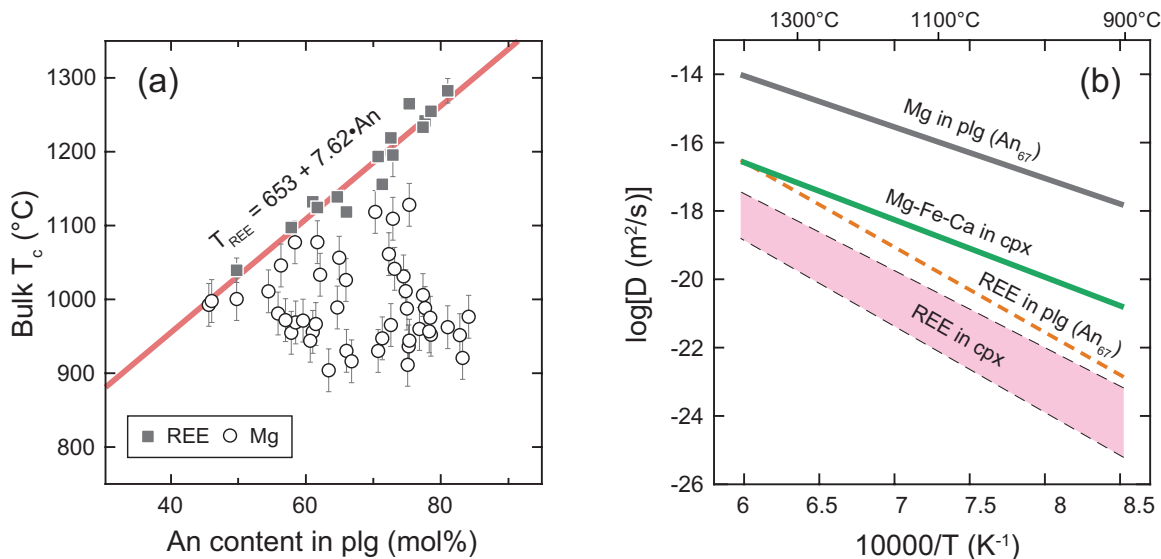 (a)
1300
1200
1100
1000
900
800
Bulk T_c (°C)
T_REE = 653 + 7.62•An
REE Mg
40 60 80
An content in plg (mol%)
1300°C 1100°C 900°C
(b)
-14
-16
-18
-20
-22
-24
-26
log[D (m²/s)]
Mg in plg (An₆₇)
Mg-Fe-Ca in cpx
REE in plg (An₆₇)
REE in cpx
6 6.5 7 7.5 8 8.5
10000/T (K⁻¹)